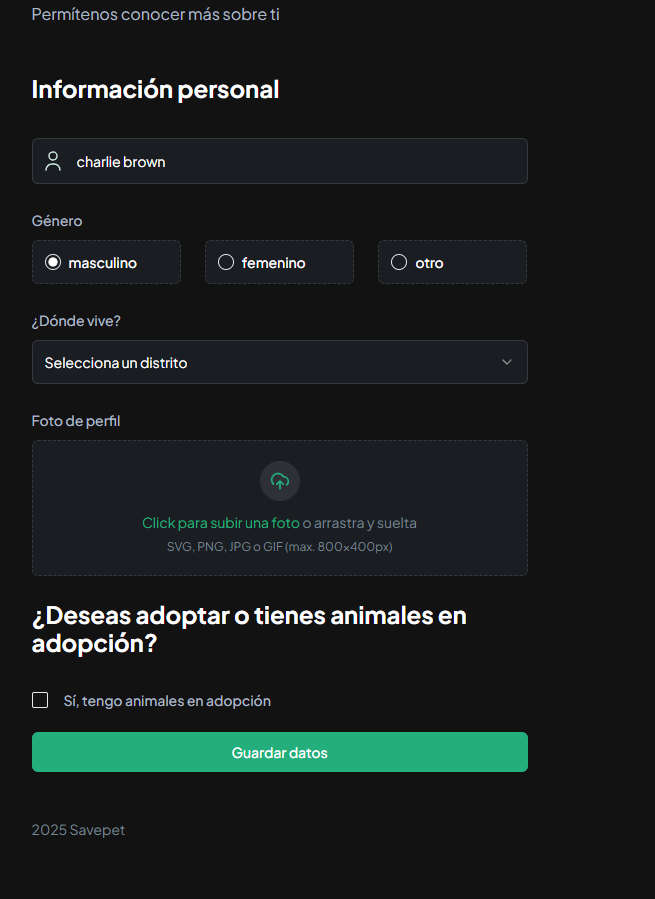 Permítenos conocer más sobre ti
Información personal
charlie brown
Género
masculino
femenino
otro
¿Dónde vive?
Selecciona un distrito
Foto de perfil
Click para subir una foto o arrastra y suelta
SVG, PNG, JPG o GIF (max. 800x400px)
¿Deseas adoptar o tienes animales en
adopción?
Sí, tengo animales en adopción
Guardar datos
2025 Savepet